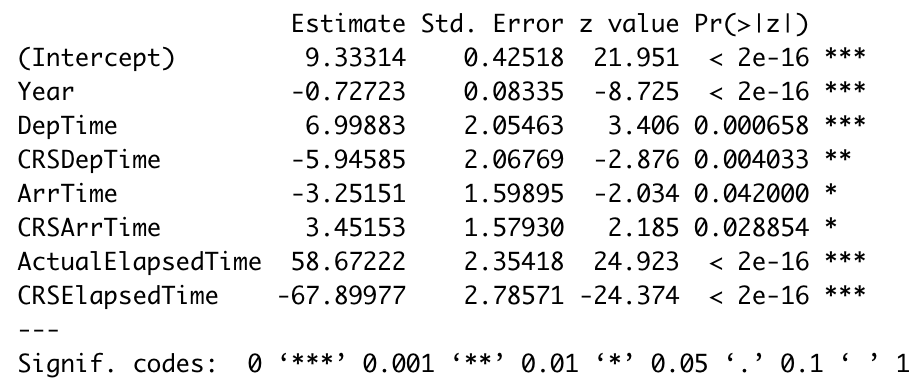 Estimate Std. Error z value Pr(>|z|)
(Intercept) 9.33314 0.42518 21.951 < 2e-16 ***
Year -0.72723 0.08335 -8.725 < 2e-16 ***
DepTime 6.99883 2.05463 3.406 0.000658 ***
CRSDepTime -5.94585 2.06769 -2.876 0.004033 **
ArrTime -3.25151 1.59895 -2.034 0.042000 *
CRSArrTime 3.45153 1.57930 2.185 0.028854 *
ActualElapsedTime 58.67222 2.35418 24.923 < 2e-16 ***
CRSElapsedTime -67.89977 2.78571 -24.374 < 2e-16 ***
---
Signif. codes: 0 ‘***’ 0.001 ‘**’ 0.01 ‘*’ 0.05 ‘.’ 0.1 ‘ ’ 1